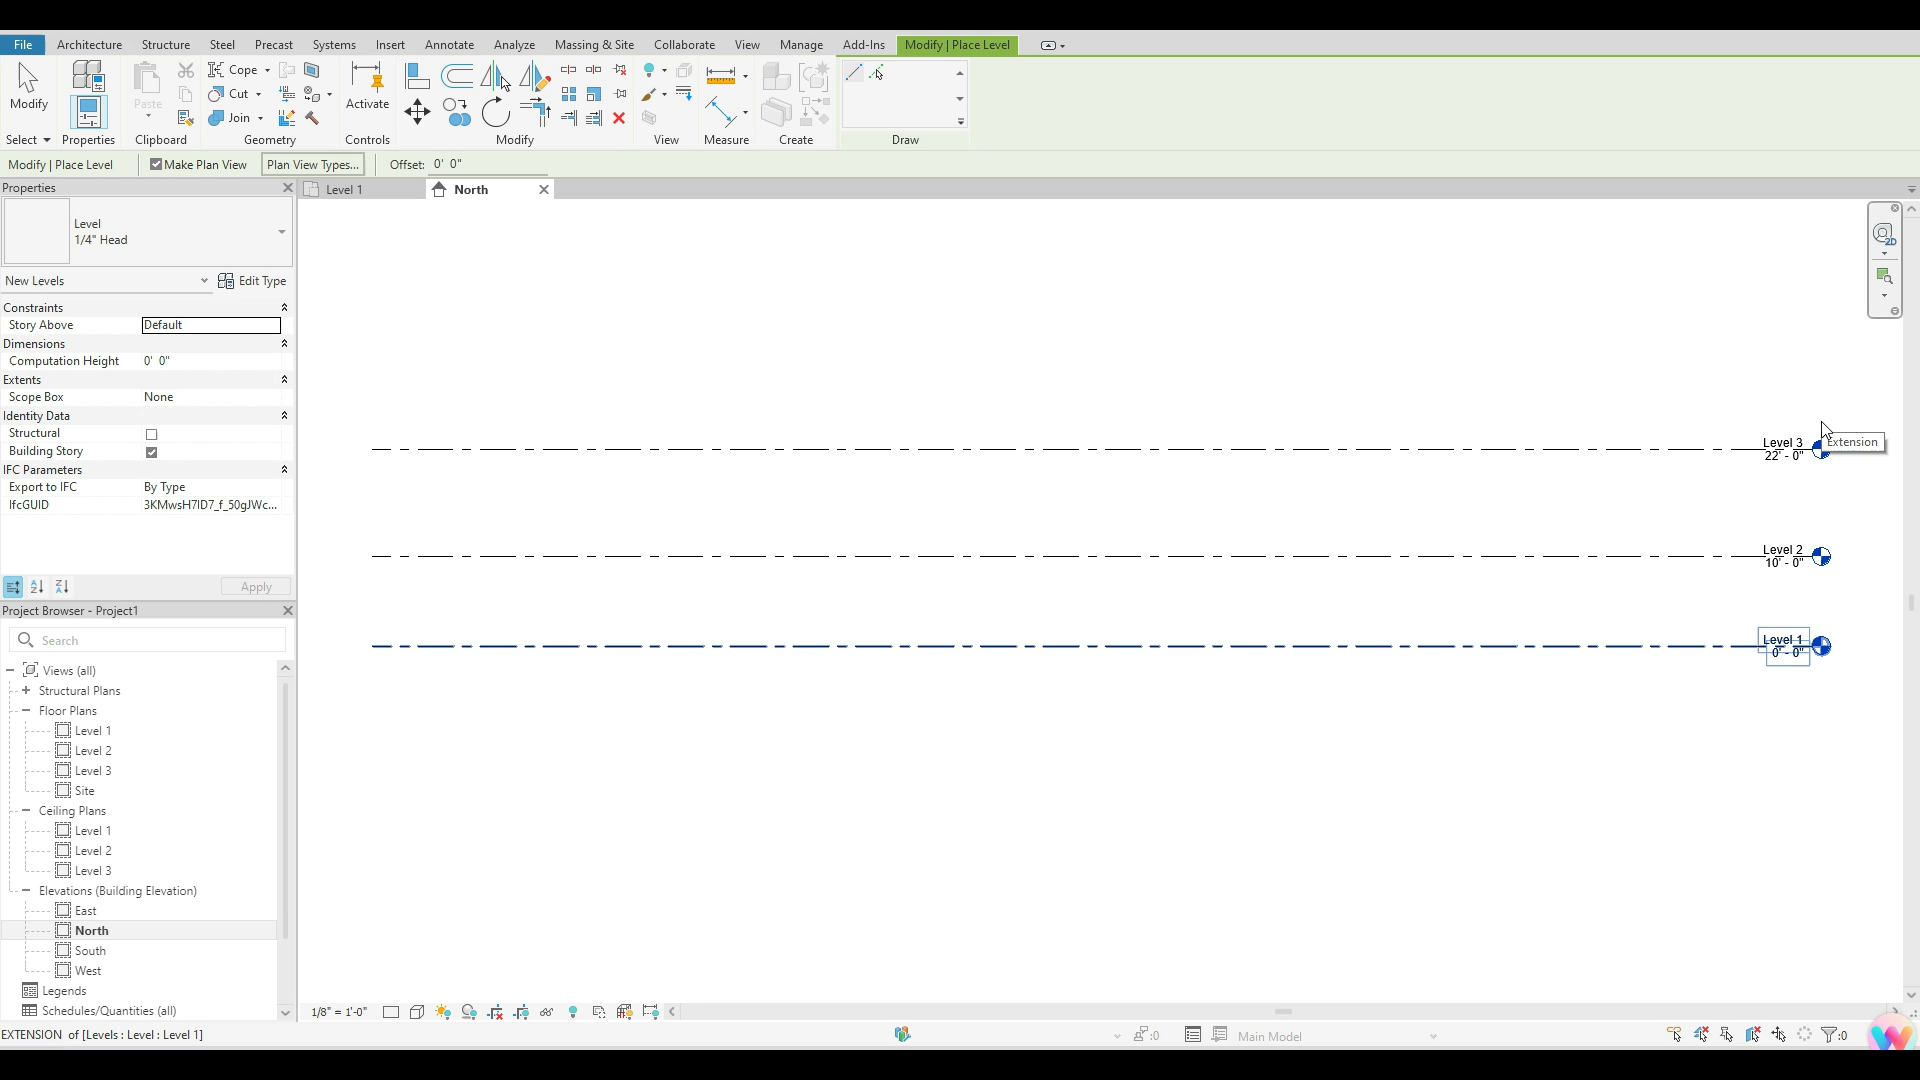 File Architecture Structure Steel Precast Systems Insert Annotate Analyze Massing & Site Collaborate View Manage Add-Ins Modify | Place Level
Modify Paste Cope Cut Join Activate
Select Properties Clipboard Geometry Controls Modify View Measure Create Draw
Modify | Place Level Make Plan View Plan View Types... Offset: 0' 0"
Properties
Level 1
North
Level
1/4" Head
New Levels Edit Type
Constraints
Story Above Default
Dimensions
Computation Height 0' 0"
Extents
Scope Box None
Identity Data
Structural
Building Story
IFC Parameters
Export to IFC By Type
IfcGUID 3KMwsH7ID7_f_50gJWc...
Apply
Project Browser - Project1
Search
Views (all)
Structural Plans
Floor Plans
Level 1
Level 2
Level 3
Site
Ceiling Plans
Level 1
Level 2
Level 3
Elevations (Building Elevation)
East
North
South
West
Legends
Schedules/Quantities (all)
2D
Extension
Level 3
22' - 0"
Level 2
10' - 0"
Level 1
0' - 0"
1/8" = 1'-0"
EXTENSION of [Levels : Level : Level 1]
:0
Main Model
:0